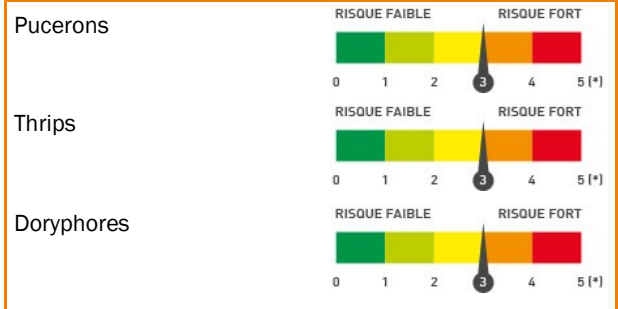 Pucerons
RISQUE FAIBLE RISQUE FORT
0 1 2 3 4 5 (*)
Thrips
RISQUE FAIBLE RISQUE FORT
0 1 2 3 4 5 (*)
Doryphores
RISQUE FAIBLE RISQUE FORT
0 1 2 3 4 5 (*)